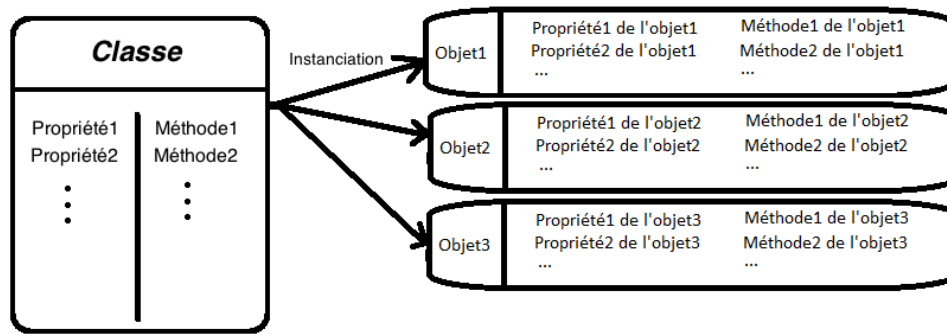 Classe
Propriété1
Propriété2
Méthode1
Méthode2
Instanciation
Objet1
Propriété1 de l'objet1
Propriété2 de l'objet1
...
Méthode1 de l'objet1
Méthode2 de l'objet1
...
Objet2
Propriété1 de l'objet2
Propriété2 de l'objet2
...
Méthode1 de l'objet2
Méthode2 de l'objet2
...
Objet3
Propriété1 de l'objet3
Propriété2 de l'objet3
...
Méthode1 de l'objet3
Méthode2 de l'objet3
...